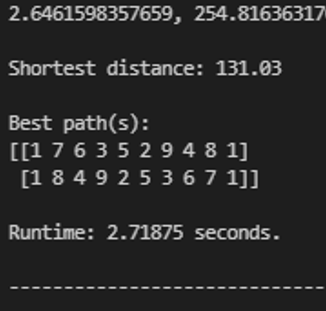 2.6461598357659, 254.81636317
Shortest distance: 131.03
Best path(s):
[[1 7 6 3 5 2 9 4 8 1]
[1 8 4 9 2 5 3 6 7 1]]
Runtime: 2.71875 seconds.
----------------------------